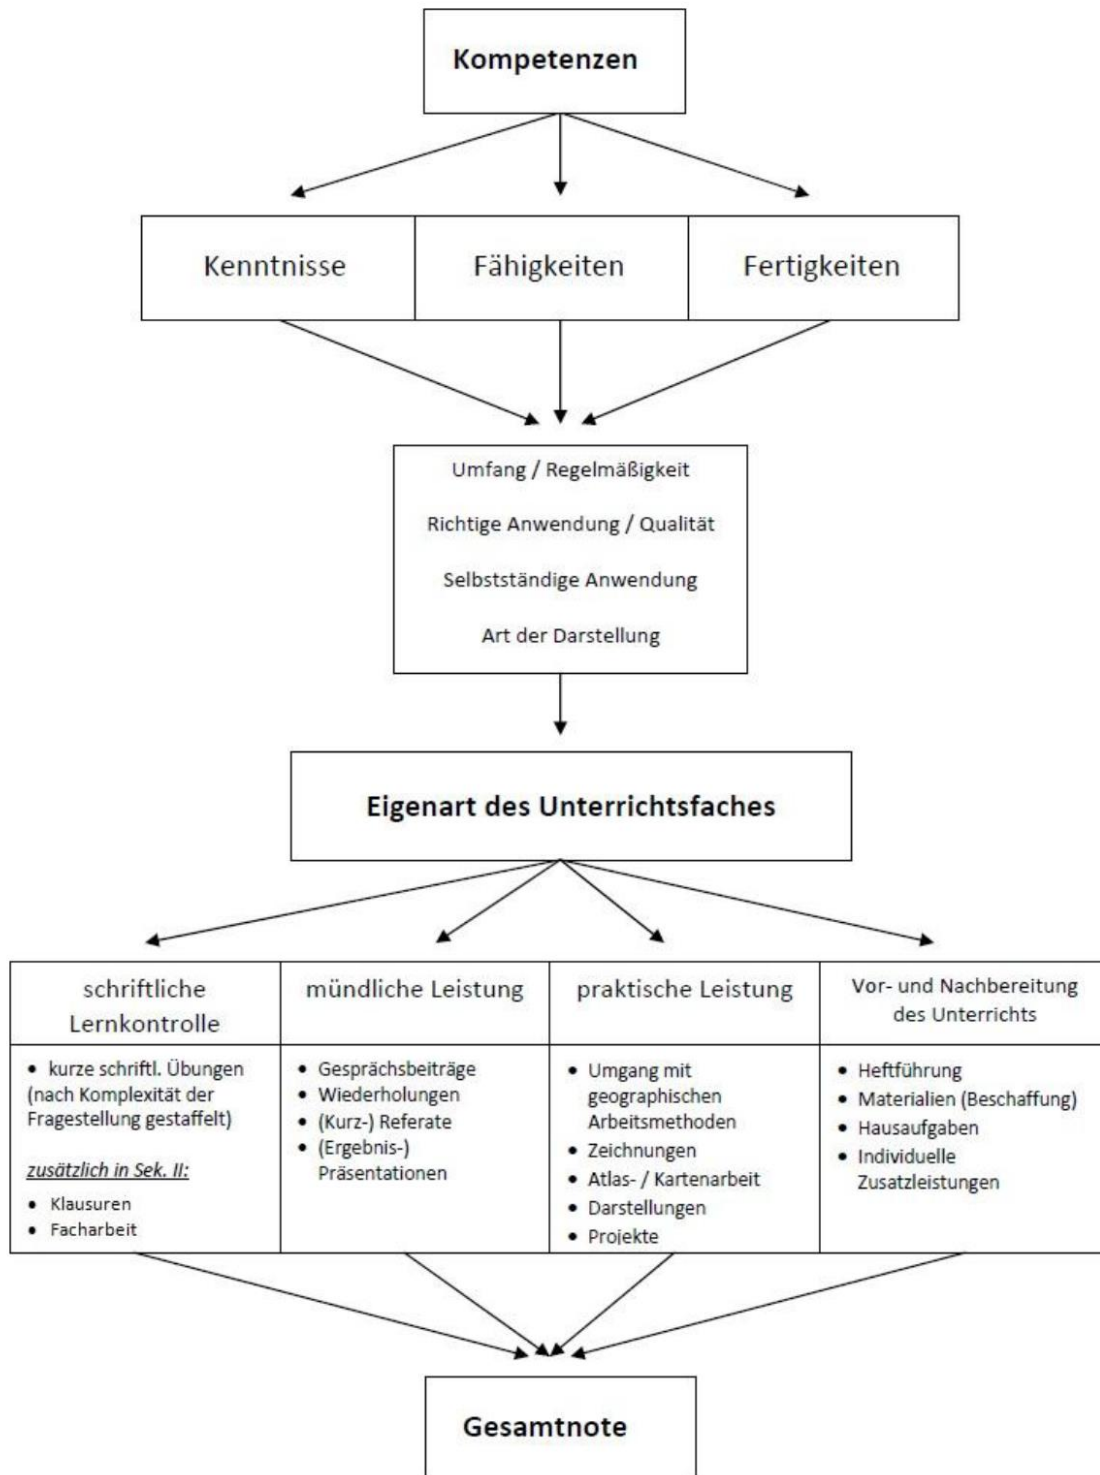 Kompetenzen
Kenntnisse
Fähigkeiten
Fertigkeiten
Umfang / Regelmäßigkeit
Richtige Anwendung / Qualität
Selbstständige Anwendung
Art der Darstellung
Eigenart des Unterrichtsfaches
schriftliche
Lernkontrolle
• kurze schriftl. Übungen
(nach Komplexität der
Fragestellung gestaffelt)
zusätzlich in Sek. II:
• Klausuren
• Facharbeit
mündliche Leistung
• Gesprächsbeiträge
• Wiederholungen
• (Kurz-) Referate
• (Ergebnis-)
Präsentationen
praktische Leistung
• Umgang mit
geographischen
Arbeitsmethoden
• Zeichnungen
• Atlas- / Kartenarbeit
• Darstellungen
• Projekte
Vor- und Nachbereitung
des Unterrichts
• Heftführung
• Materialien (Beschaffung)
• Hausaufgaben
• Individuelle
Zusatzleistungen
Gesamtnote